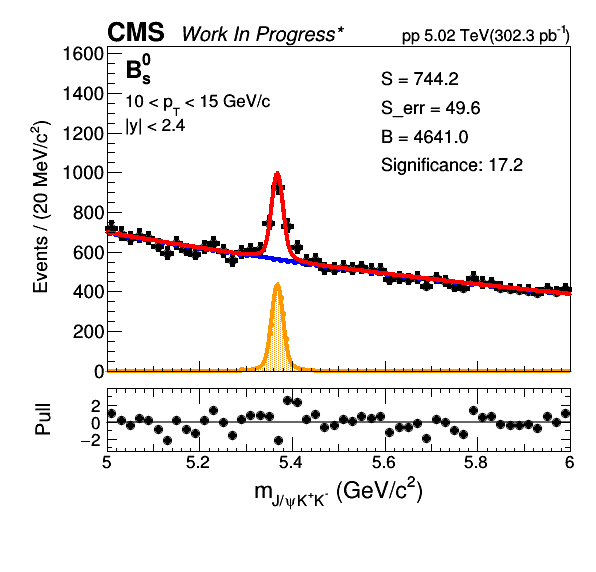 CMS Work In Progress* pp 5.02 TeV(302.3 pb⁻¹)
B⁰ₛ
10 < p_T < 15 GeV/c
|y| < 2.4
S = 744.2
S_err = 49.6
B = 4641.0
Significance: 17.2
Events / (20 MeV/c²)
1600
1400
1200
1000
800
600
400
200
0
Pull
2
0
−2
5 5.2 5.4 5.6 5.8 6
m_J/ψK⁺K⁻ (GeV/c²)